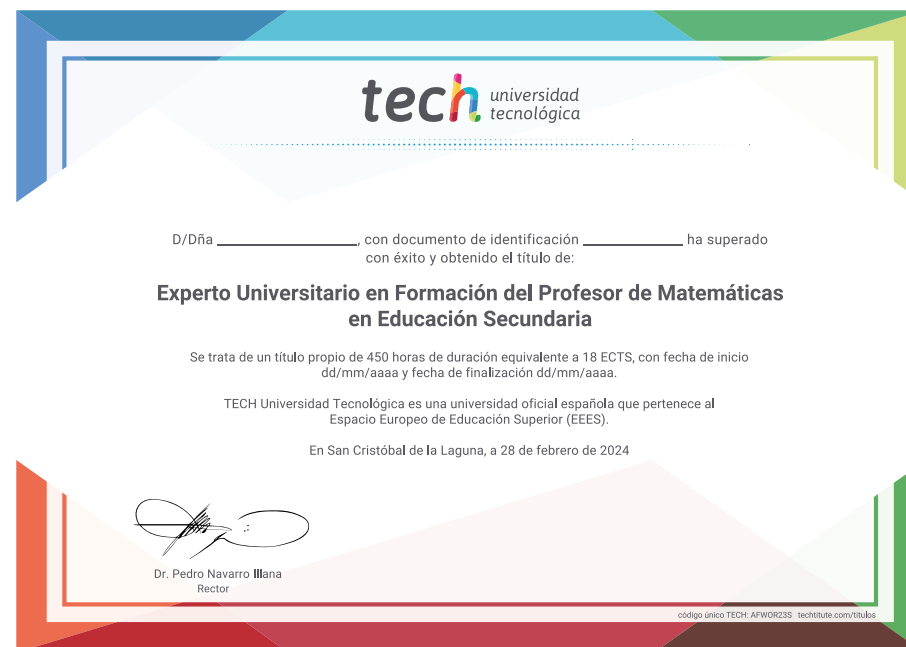 tech universidad
tecnológica
D/Dña ____________________, con documento de identificación ______________ ha superado
con éxito y obtenido el título de:
Experto Universitario en Formación del Profesor de Matemáticas
en Educación Secundaria
Se trata de un título propio de 450 horas de duración equivalente a 18 ECTS, con fecha de inicio
dd/mm/aaaa y fecha de finalización dd/mm/aaaa.
TECH Universidad Tecnológica es una universidad oficial española que pertenece al
Espacio Europeo de Educación Superior (EEES).
En San Cristóbal de la Laguna, a 28 de febrero de 2024
Dr. Pedro Navarro Illana
Rector
código único TECH: AFWOR23S techtitute.com/titulos